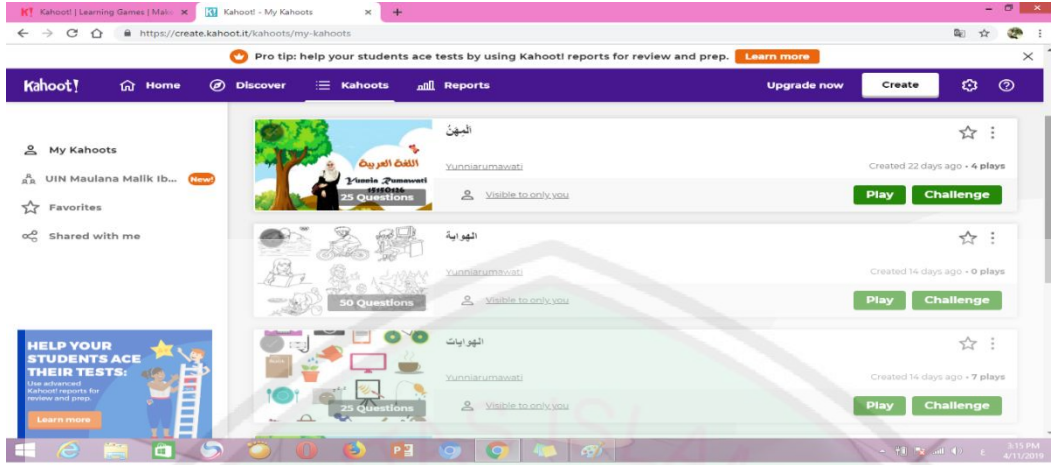 Kahoot! | Learning Games | Make
Kahoot! - My Kahoots
https://create.kahoot.it/kahoots/my-kahoots
Pro tip: help your students ace tests by using Kahoot! reports for review and prep. Learn more
Kahoot! Home Discover Kahoots Reports Upgrade now Create
My Kahoots
UIN Maulana Malik Ib... New!
Favorites
Shared with me
HELP YOUR
STUDENTS ACE
THEIR TESTS:
Use advanced
Kahoot! reports for
review and prep.
Learn more
اللغة العربية
Yunnia Rumawati
15150126
25 Questions
المِهَنُ
Yunniarumawati
Created 22 days ago • 4 plays
Visible to only you
Play Challenge
50 Questions
الهواية
Yunniarumawati
Created 14 days ago • 0 plays
Visible to only you
Play Challenge
25 Questions
الهوايات
Yunniarumawati
Created 14 days ago • 7 plays
Visible to only you
Play Challenge
3:15 PM
4/11/2019